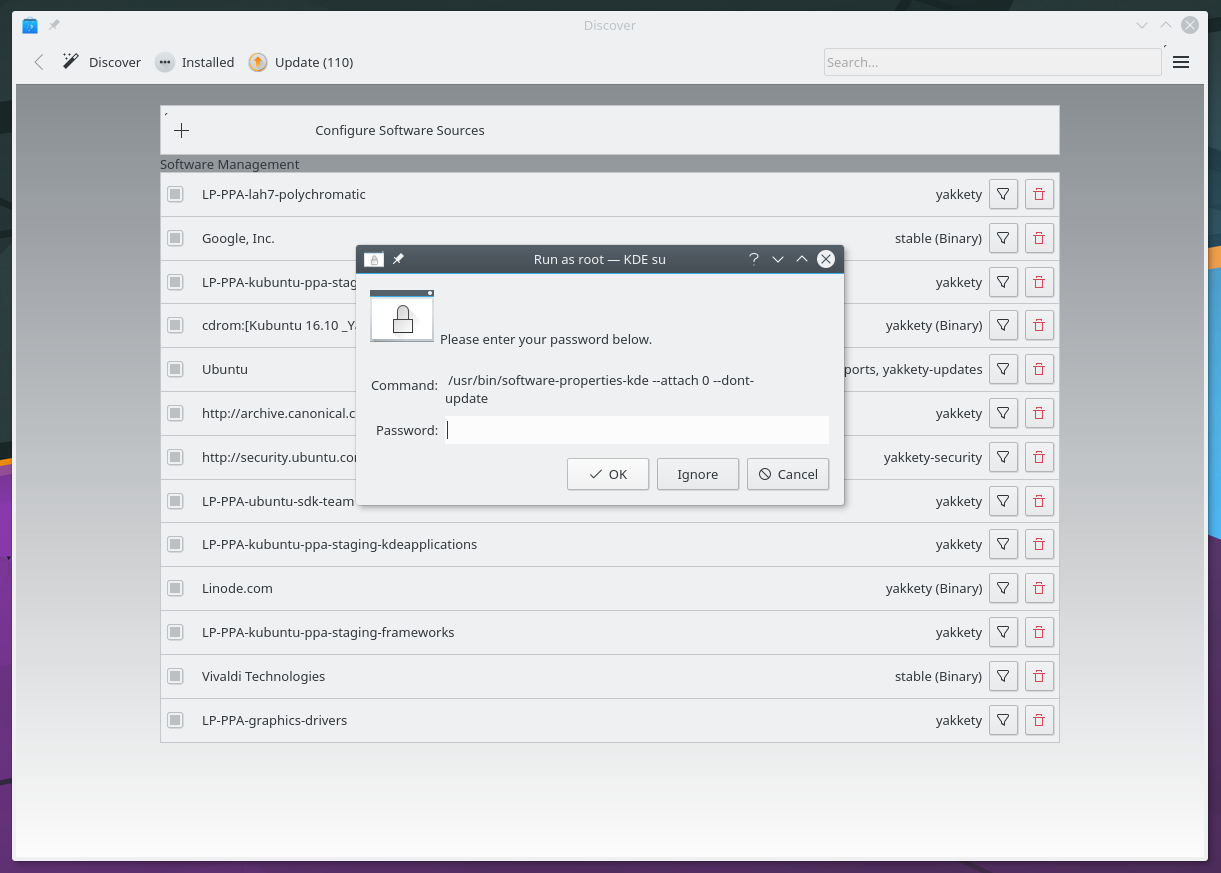 Discover
Discover Installed Update (110) Search...
Configure Software Sources
Software Management
LP-PPA-lah7-polychromatic yakkety
Google, Inc. stable (Binary)
Run as root — KDE su ?
LP-PPA-kubuntu-ppa-stag yakkety
cdrom:[Kubuntu 16.10 _Y yakkety (Binary)
Please enter your password below.
Ubuntu ports, yakkety-updates
Command: /usr/bin/software-properties-kde --attach 0 --dont-
update
http://archive.canonical.c yakkety
Password:
http://security.ubuntu.co yakkety-security
OK Ignore Cancel
LP-PPA-ubuntu-sdk-team yakkety
LP-PPA-kubuntu-ppa-staging-kdeapplications yakkety
Linode.com yakkety (Binary)
LP-PPA-kubuntu-ppa-staging-frameworks yakkety
Vivaldi Technologies stable (Binary)
LP-PPA-graphics-drivers yakkety